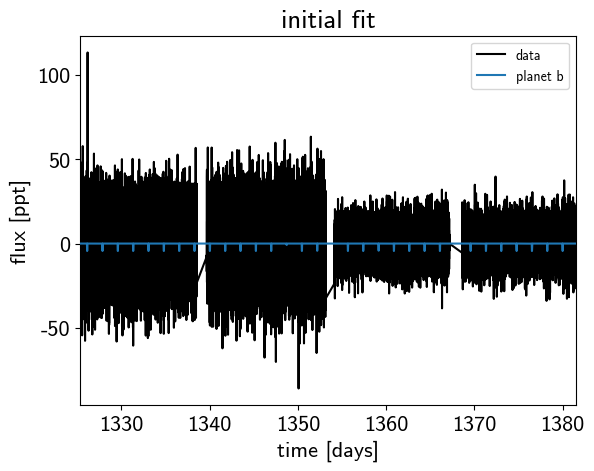 initial fit
data
planet b
flux [ppt]
100
50
0
-50
1330 1340 1350 1360 1370 1380
time [days]